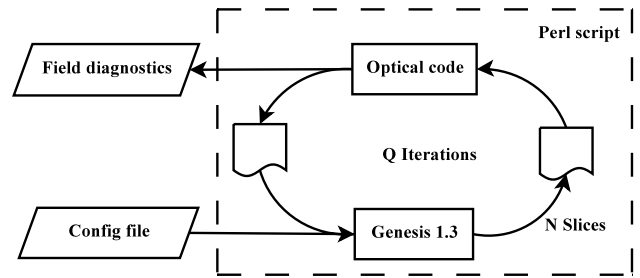 Perl script
Field diagnostics
Optical code
Q Iterations
Config file
Genesis 1.3
N Slices